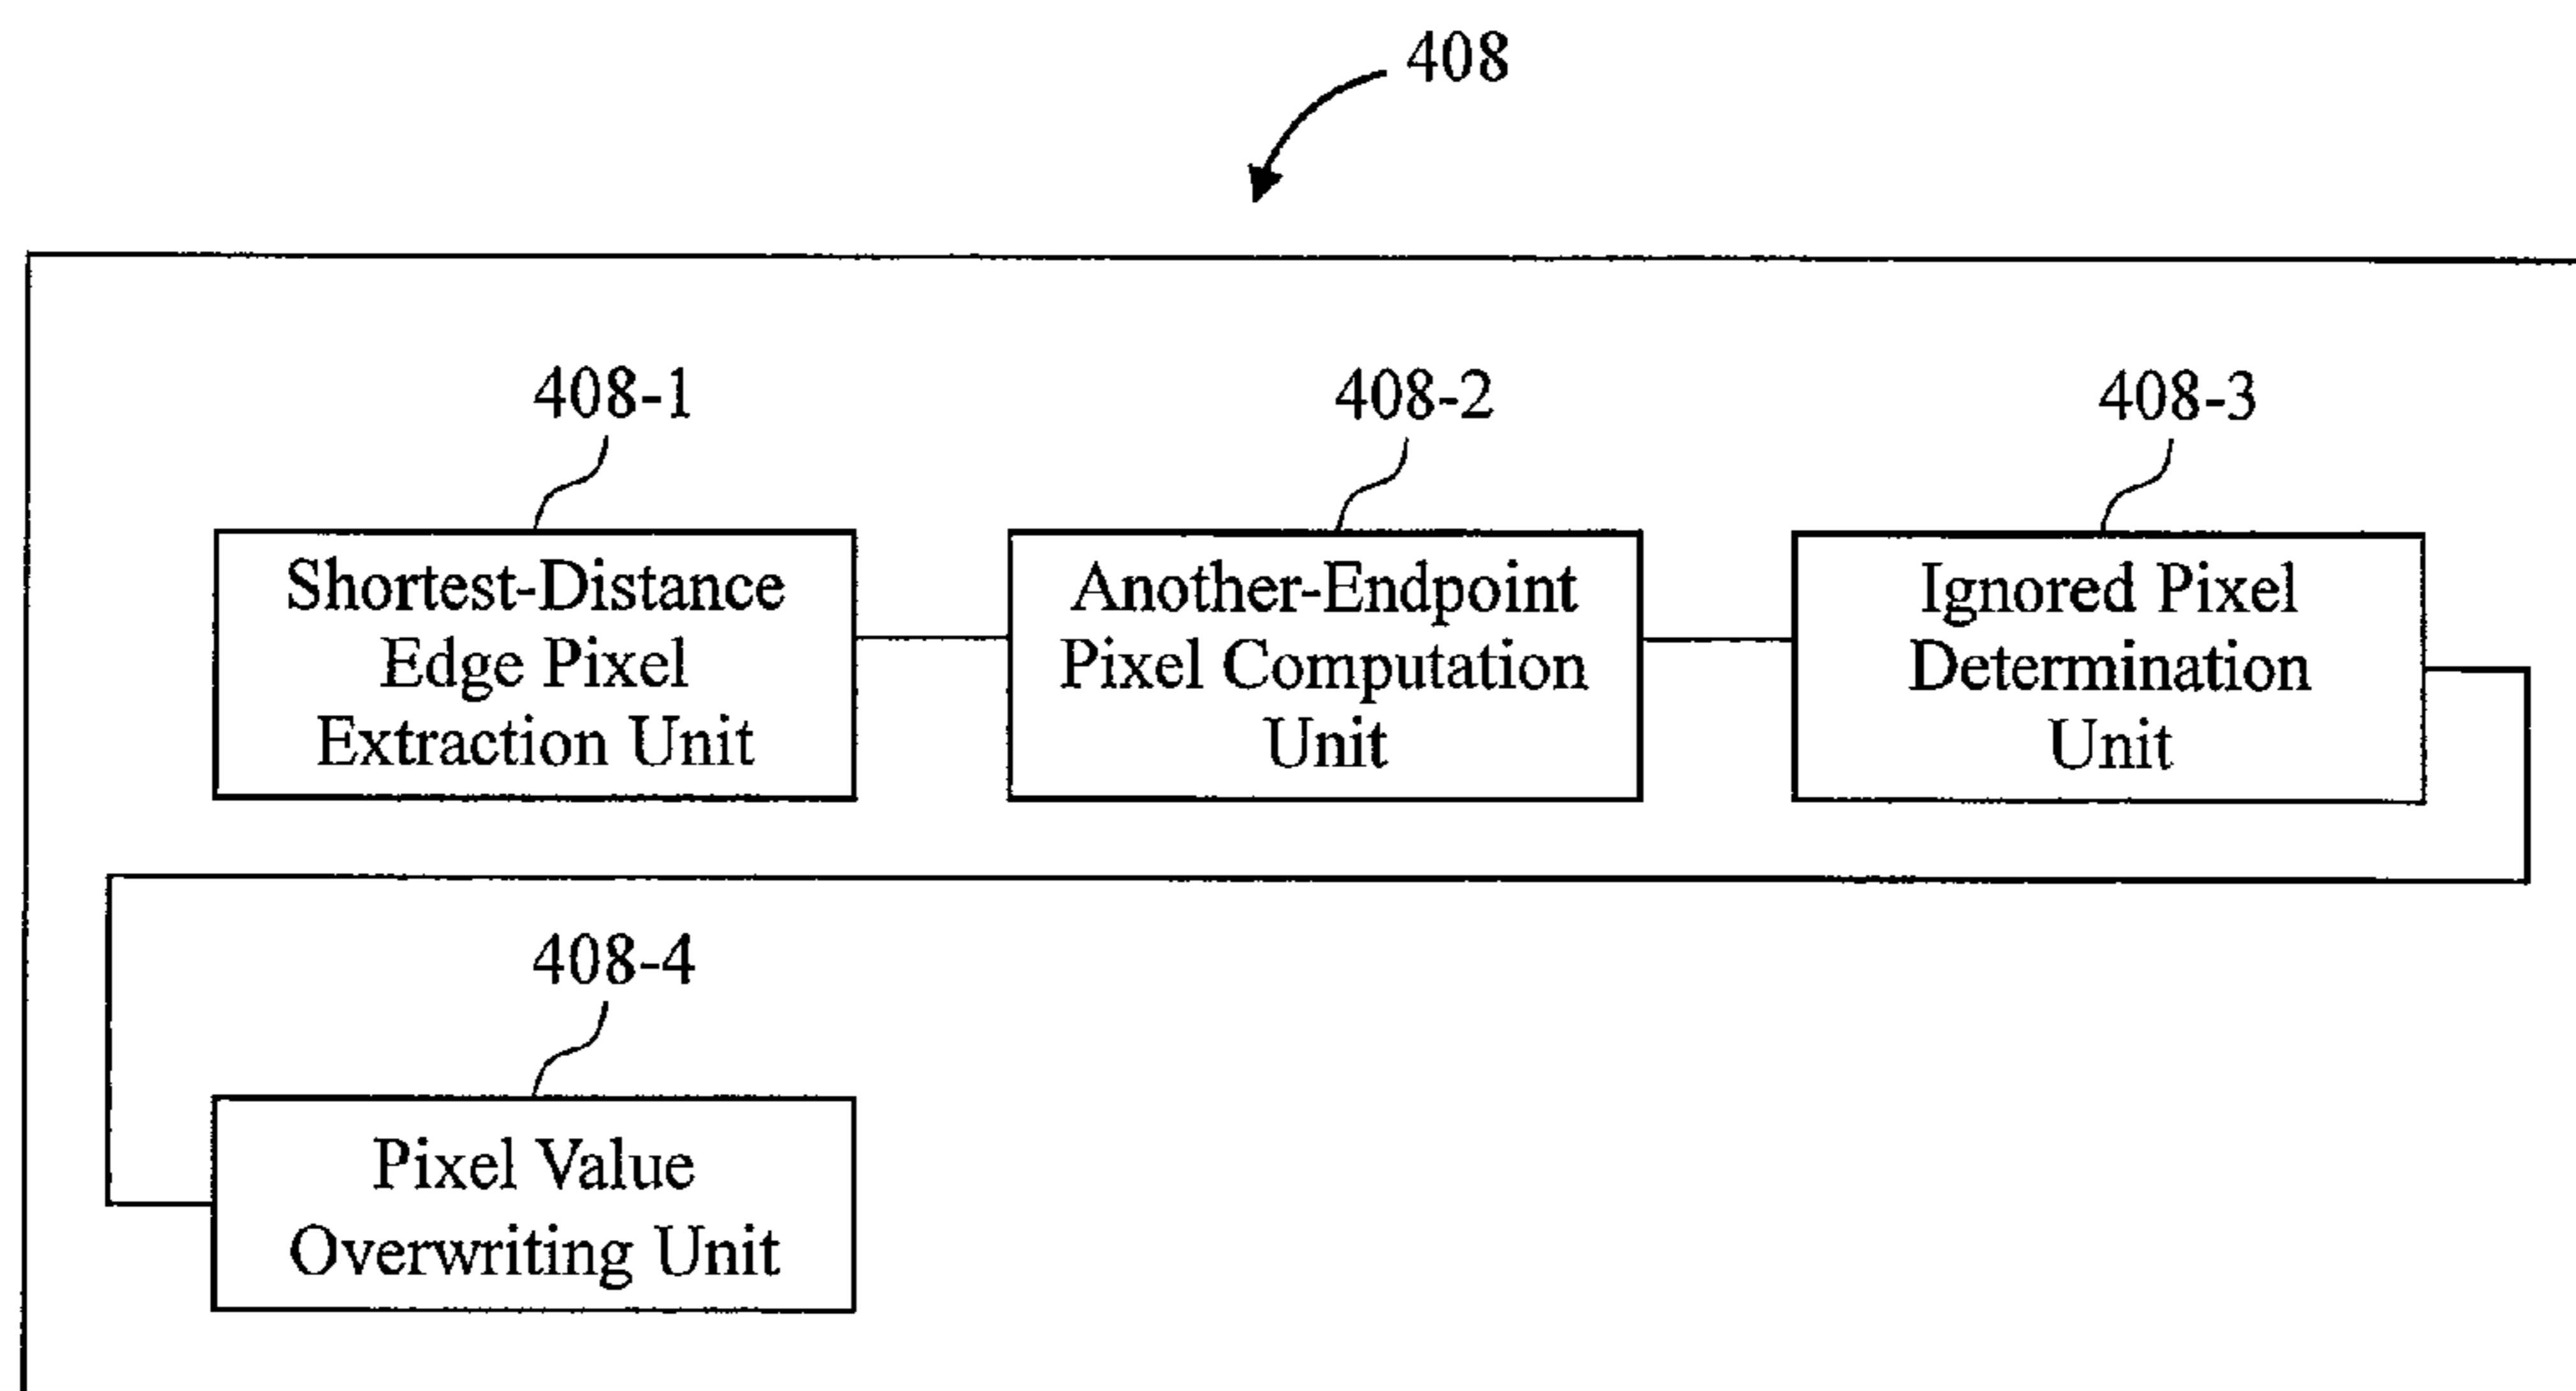 408
408-1
408-2
408-3
Shortest-Distance
Edge Pixel
Extraction Unit
Another-Endpoint
Pixel Computation
Unit
Ignored Pixel
Determination
Unit
408-4
Pixel Value
Overwriting Unit